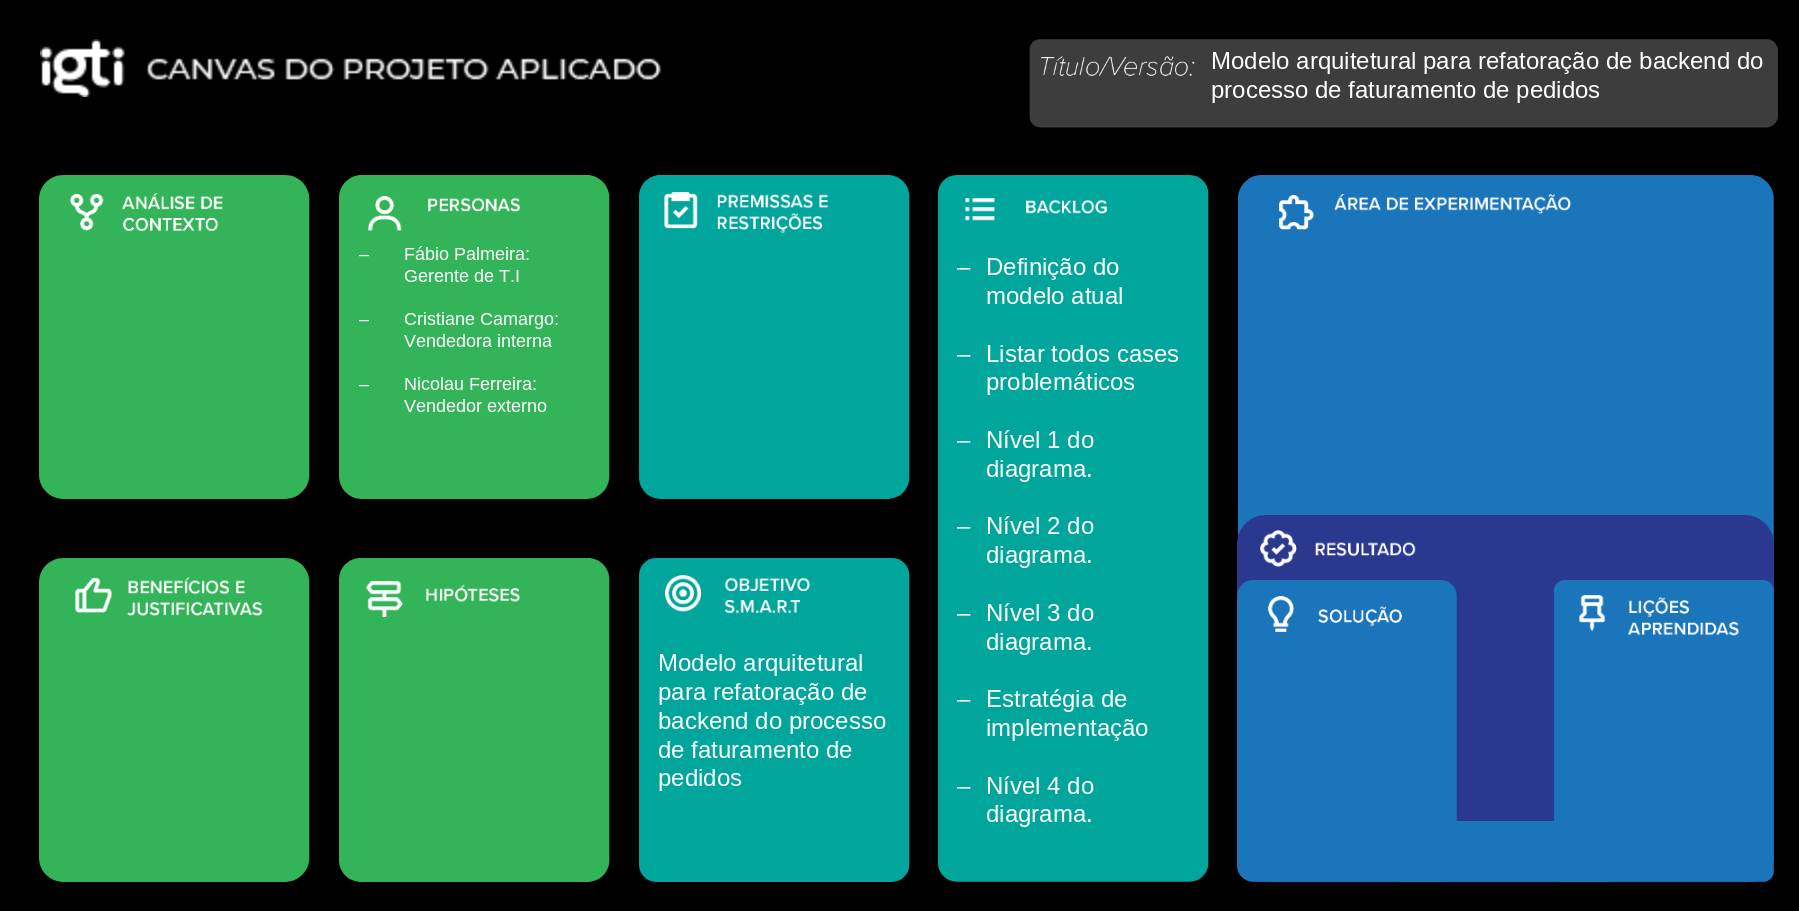 igti CANVAS DO PROJETO APLICADO
Título/Versão: Modelo arquitetural para refatoração de backend do
processo de faturamento de pedidos
ANÁLISE DE
CONTEXTO
PERSONAS
– Fábio Palmeira:
Gerente de T.I
– Cristiane Camargo:
Vendedora interna
– Nicolau Ferreira:
Vendedor externo
PREMISSAS E
RESTRIÇÕES
BACKLOG
– Definição do
modelo atual
– Listar todos cases
problemáticos
– Nível 1 do
diagrama.
– Nível 2 do
diagrama.
– Nível 3 do
diagrama.
– Estratégia de
implementação
– Nível 4 do
diagrama.
ÁREA DE EXPERIMENTAÇÃO
BENEFÍCIOS E
JUSTIFICATIVAS
HIPÓTESES
OBJETIVO
S.M.A.R.T
Modelo arquitetural
para refatoração de
backend do processo
de faturamento de
pedidos
RESULTADO
SOLUÇÃO
LIÇÕES
APRENDIDAS